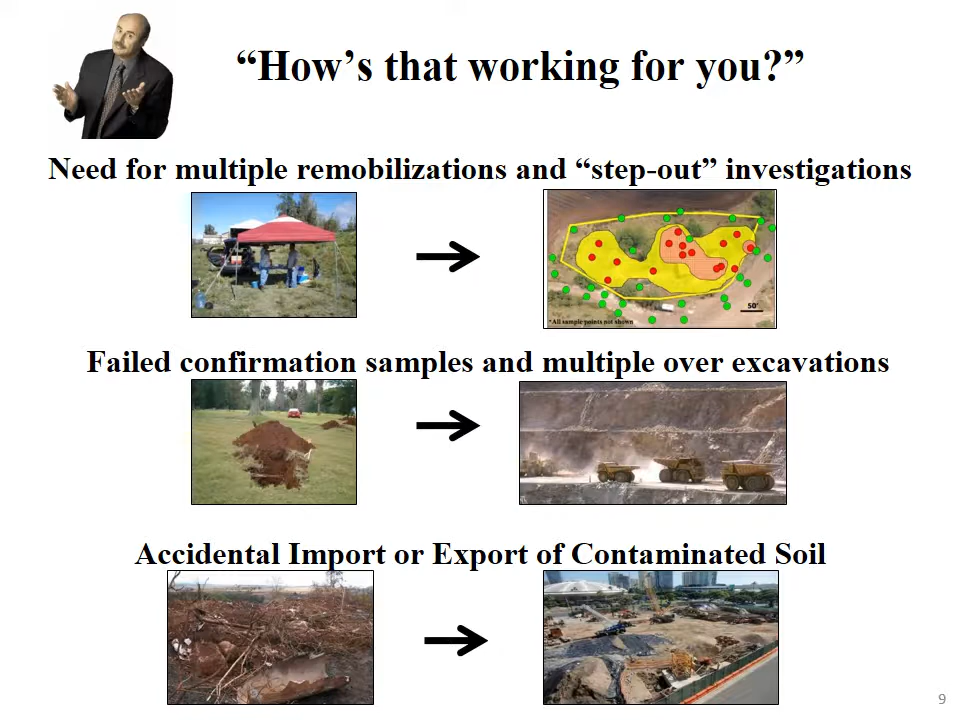 “How’s that working for you?”
Need for multiple remobilizations and “step-out” investigations
50'
*All sample points not shown
Failed confirmation samples and multiple over excavations
Accidental Import or Export of Contaminated Soil
9